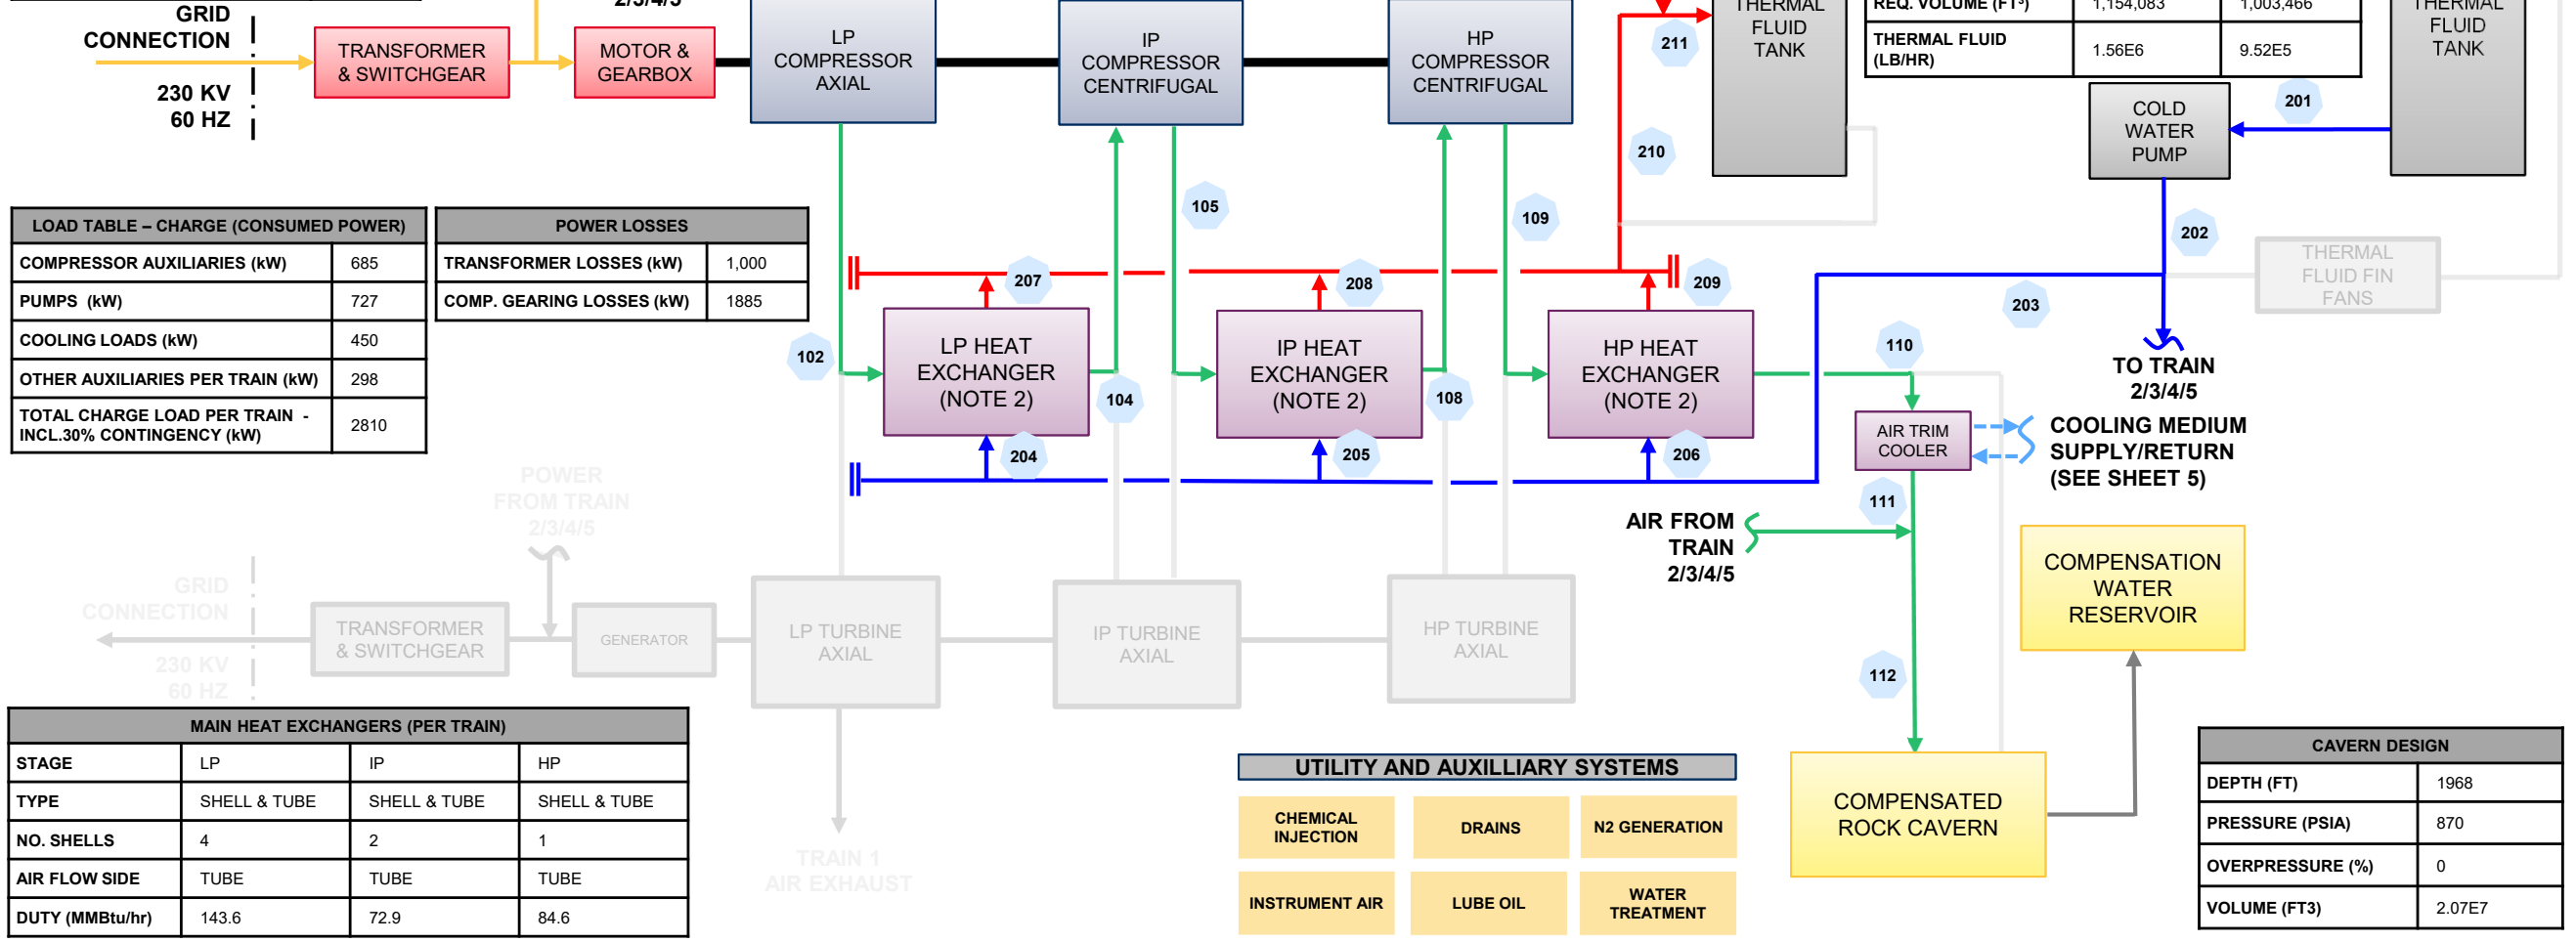 2/3/4/5
GRID
CONNECTION
230 KV
60 HZ
TRANSFORMER
& SWITCHGEAR
MOTOR &
GEARBOX
LP
COMPRESSOR
AXIAL
IP
COMPRESSOR
CENTRIFUGAL
HP
COMPRESSOR
CENTRIFUGAL
211
THERMAL
FLUID
TANK
REQ. VOLUME (FT³) 1,154,083 1,003,466
THERMAL FLUID
(LB/HR) 1.56E6 9.52E5
THERMAL
FLUID
TANK
COLD
WATER
PUMP
201
210
105
109
202
LOAD TABLE – CHARGE (CONSUMED POWER)
COMPRESSOR AUXILIARIES (kW) 685
PUMPS (kW) 727
COOLING LOADS (kW) 450
OTHER AUXILIARIES PER TRAIN (kW) 298
TOTAL CHARGE LOAD PER TRAIN -
INCL.30% CONTINGENCY (kW) 2810
POWER LOSSES
TRANSFORMER LOSSES (kW) 1,000
COMP. GEARING LOSSES (kW) 1885
207
208
209
203
THERMAL
FLUID FIN
FANS
102
LP HEAT
EXCHANGER
(NOTE 2)
104
IP HEAT
EXCHANGER
(NOTE 2)
108
HP HEAT
EXCHANGER
(NOTE 2)
110
TO TRAIN
2/3/4/5
AIR TRIM
COOLER
COOLING MEDIUM
SUPPLY/RETURN
(SEE SHEET 5)
204
205
206
111
AIR FROM
TRAIN
2/3/4/5
POWER
FROM TRAIN
2/3/4/5
GRID
CONNECTION
230 KV
60 HZ
TRANSFORMER
& SWITCHGEAR
GENERATOR
LP TURBINE
AXIAL
IP TURBINE
AXIAL
HP TURBINE
AXIAL
COMPENSATION
WATER
RESERVOIR
112
MAIN HEAT EXCHANGERS (PER TRAIN)
STAGE LP IP HP
TYPE SHELL & TUBE SHELL & TUBE SHELL & TUBE
NO. SHELLS 4 2 1
AIR FLOW SIDE TUBE TUBE TUBE
DUTY (MMBtu/hr) 143.6 72.9 84.6
TRAIN 1
AIR EXHAUST
UTILITY AND AUXILLIARY SYSTEMS
CHEMICAL
INJECTION
DRAINS
N2 GENERATION
INSTRUMENT AIR
LUBE OIL
WATER
TREATMENT
COMPENSATED
ROCK CAVERN
CAVERN DESIGN
DEPTH (FT) 1968
PRESSURE (PSIA) 870
OVERPRESSURE (%) 0
VOLUME (FT3) 2.07E7